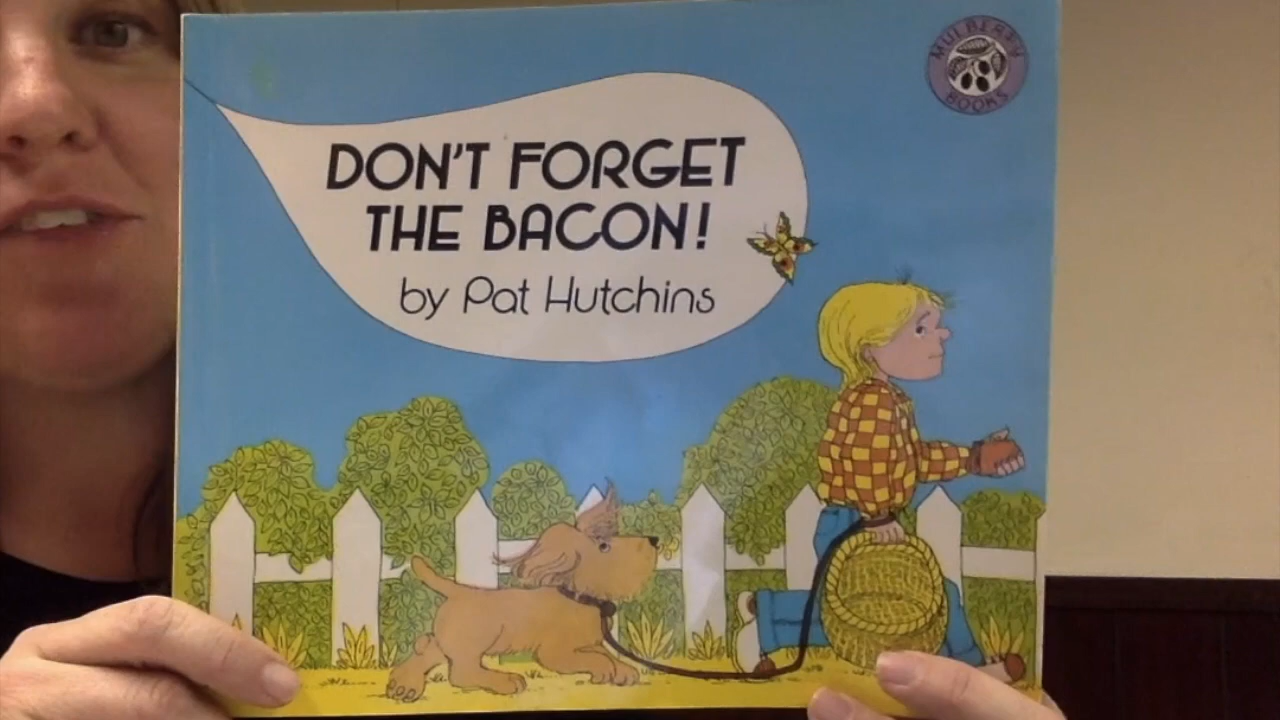 DON'T FORGET
THE BACON!
by Pat Hutchins
MULBERRY
BOOKS